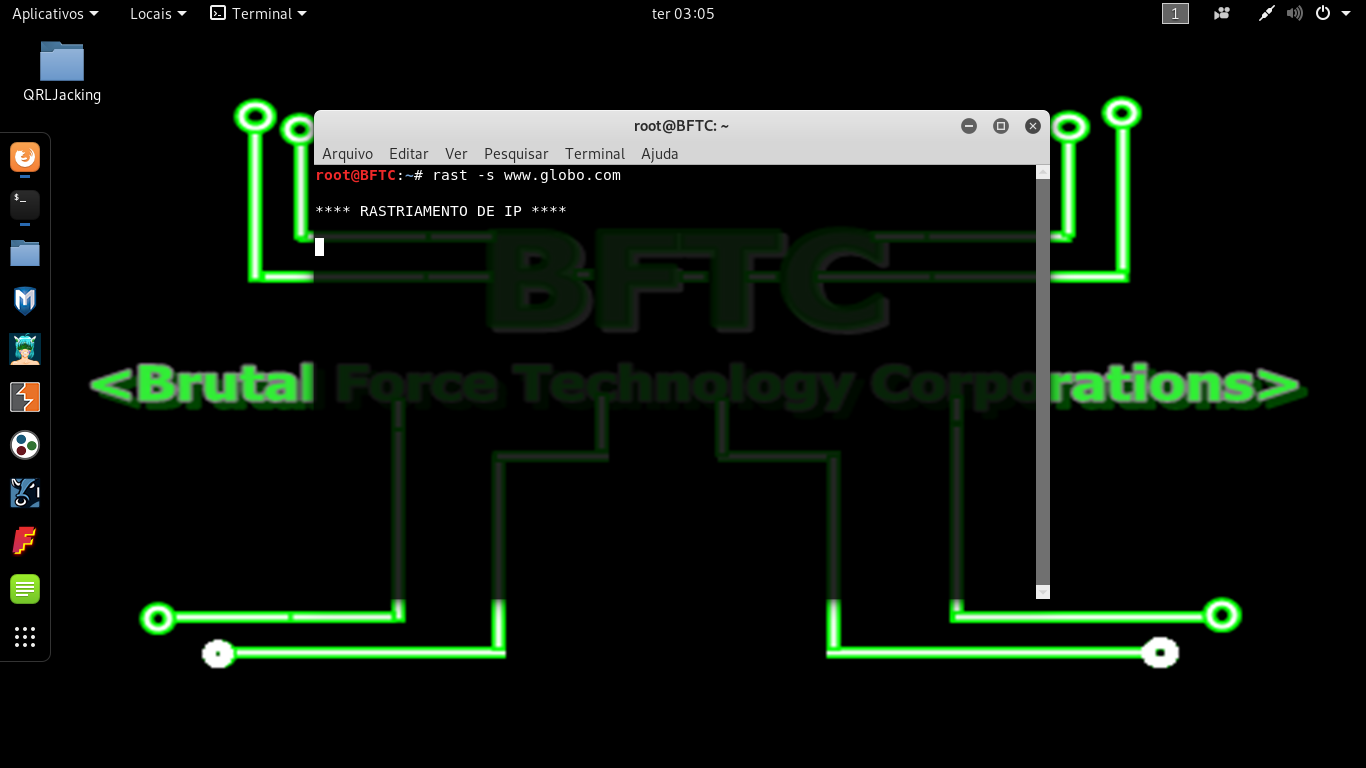 Aplicativos Locais Terminal ter 03:05 1
QRLJacking
root@BFTC: ~
Arquivo Editar Ver Pesquisar Terminal Ajuda
root@BFTC:~# rast -s www.globo.com
**** RASTRIAMENTO DE IP ****
BFTC
<Brutal Force Technology Corporations>